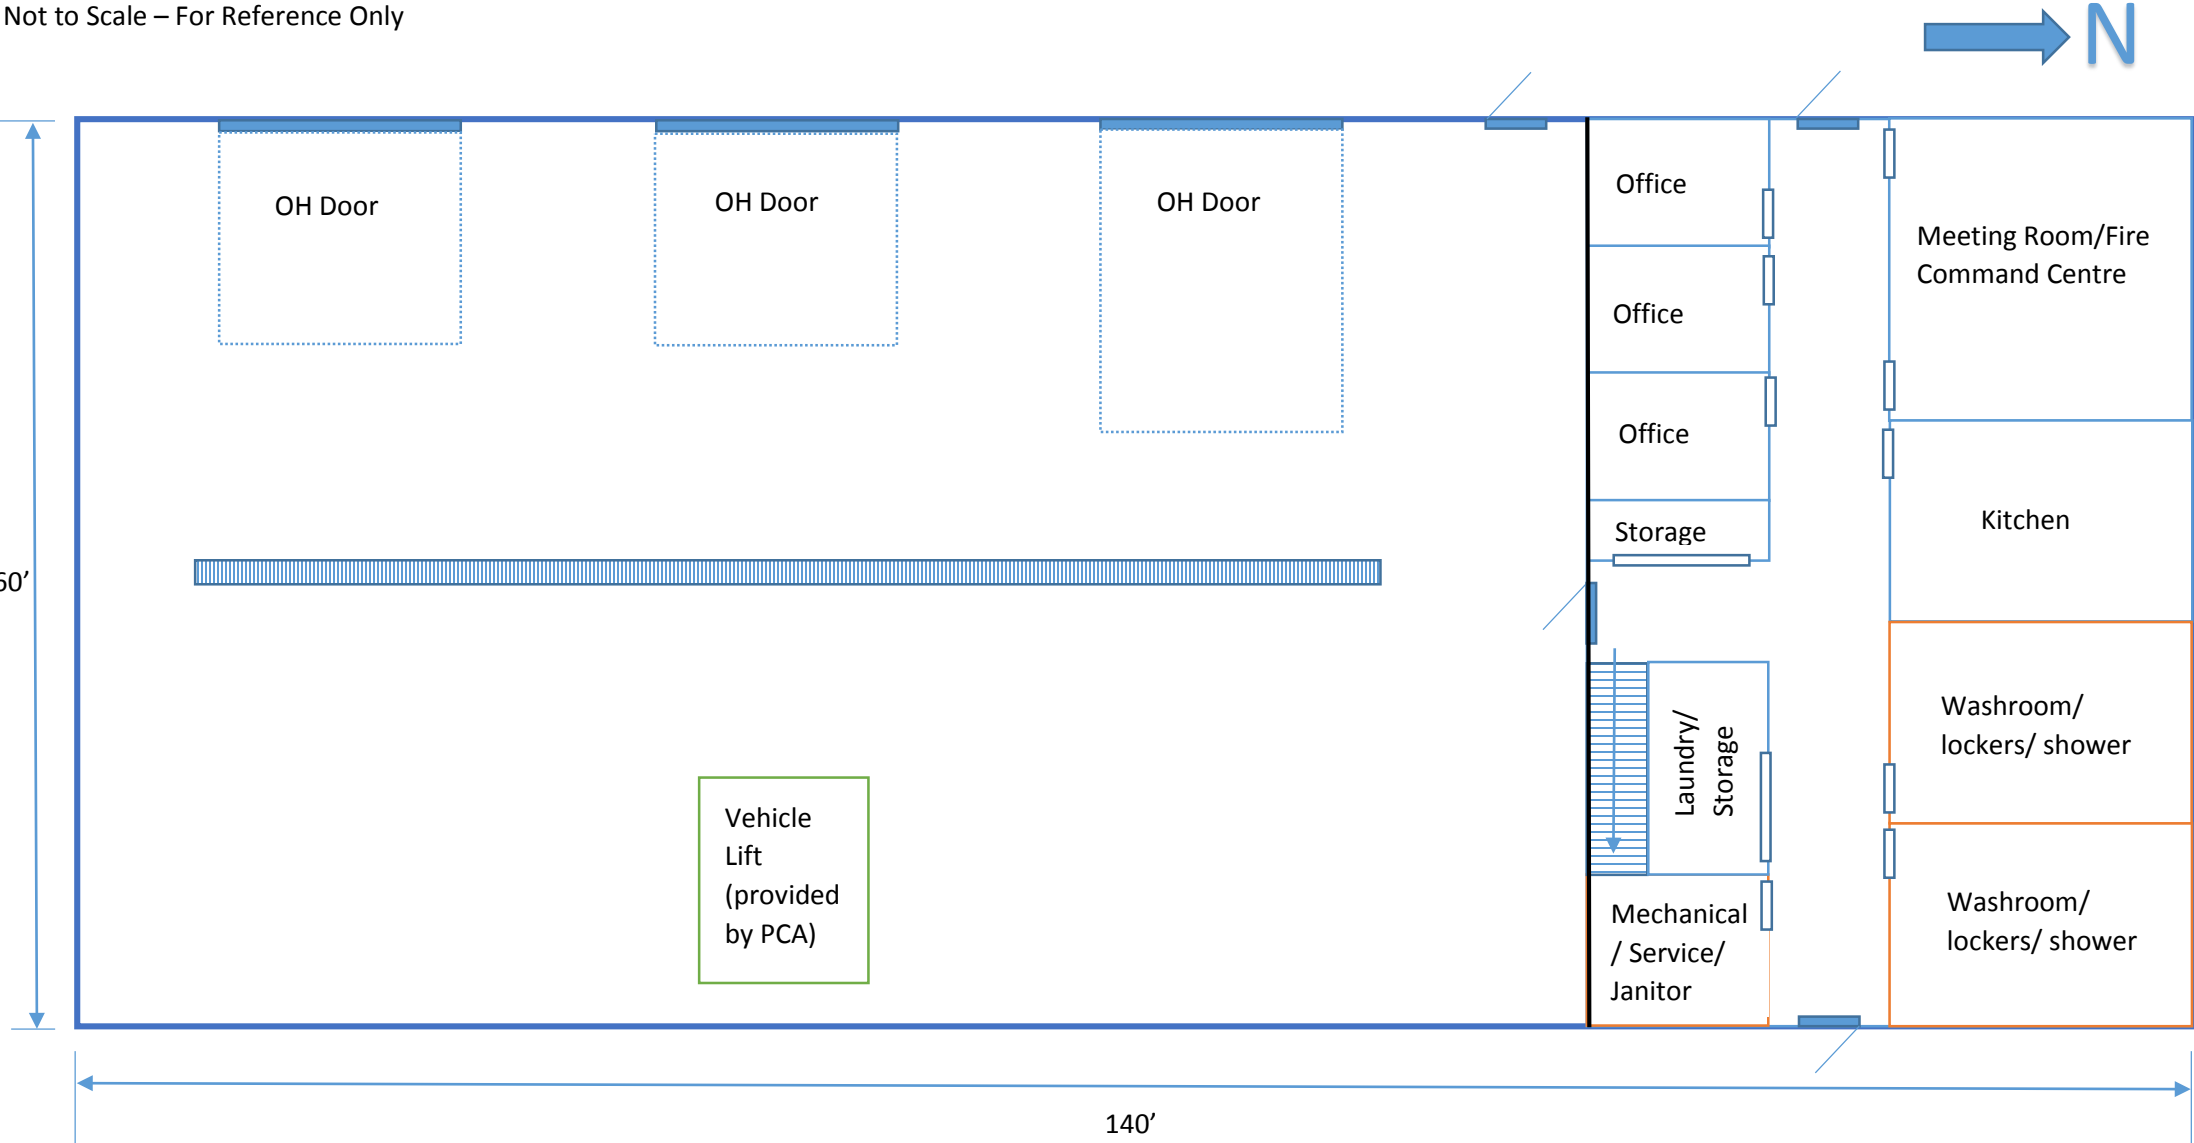 Not to Scale – For Reference Only
N
OH Door
OH Door
OH Door
Office
Office
Office
Storage
Meeting Room/Fire
Command Centre
Kitchen
60’
Laundry/
Storage
Washroom/
lockers/ shower
Vehicle
Lift
(provided
by PCA)
Mechanical
/ Service/
Janitor
Washroom/
lockers/ shower
140’